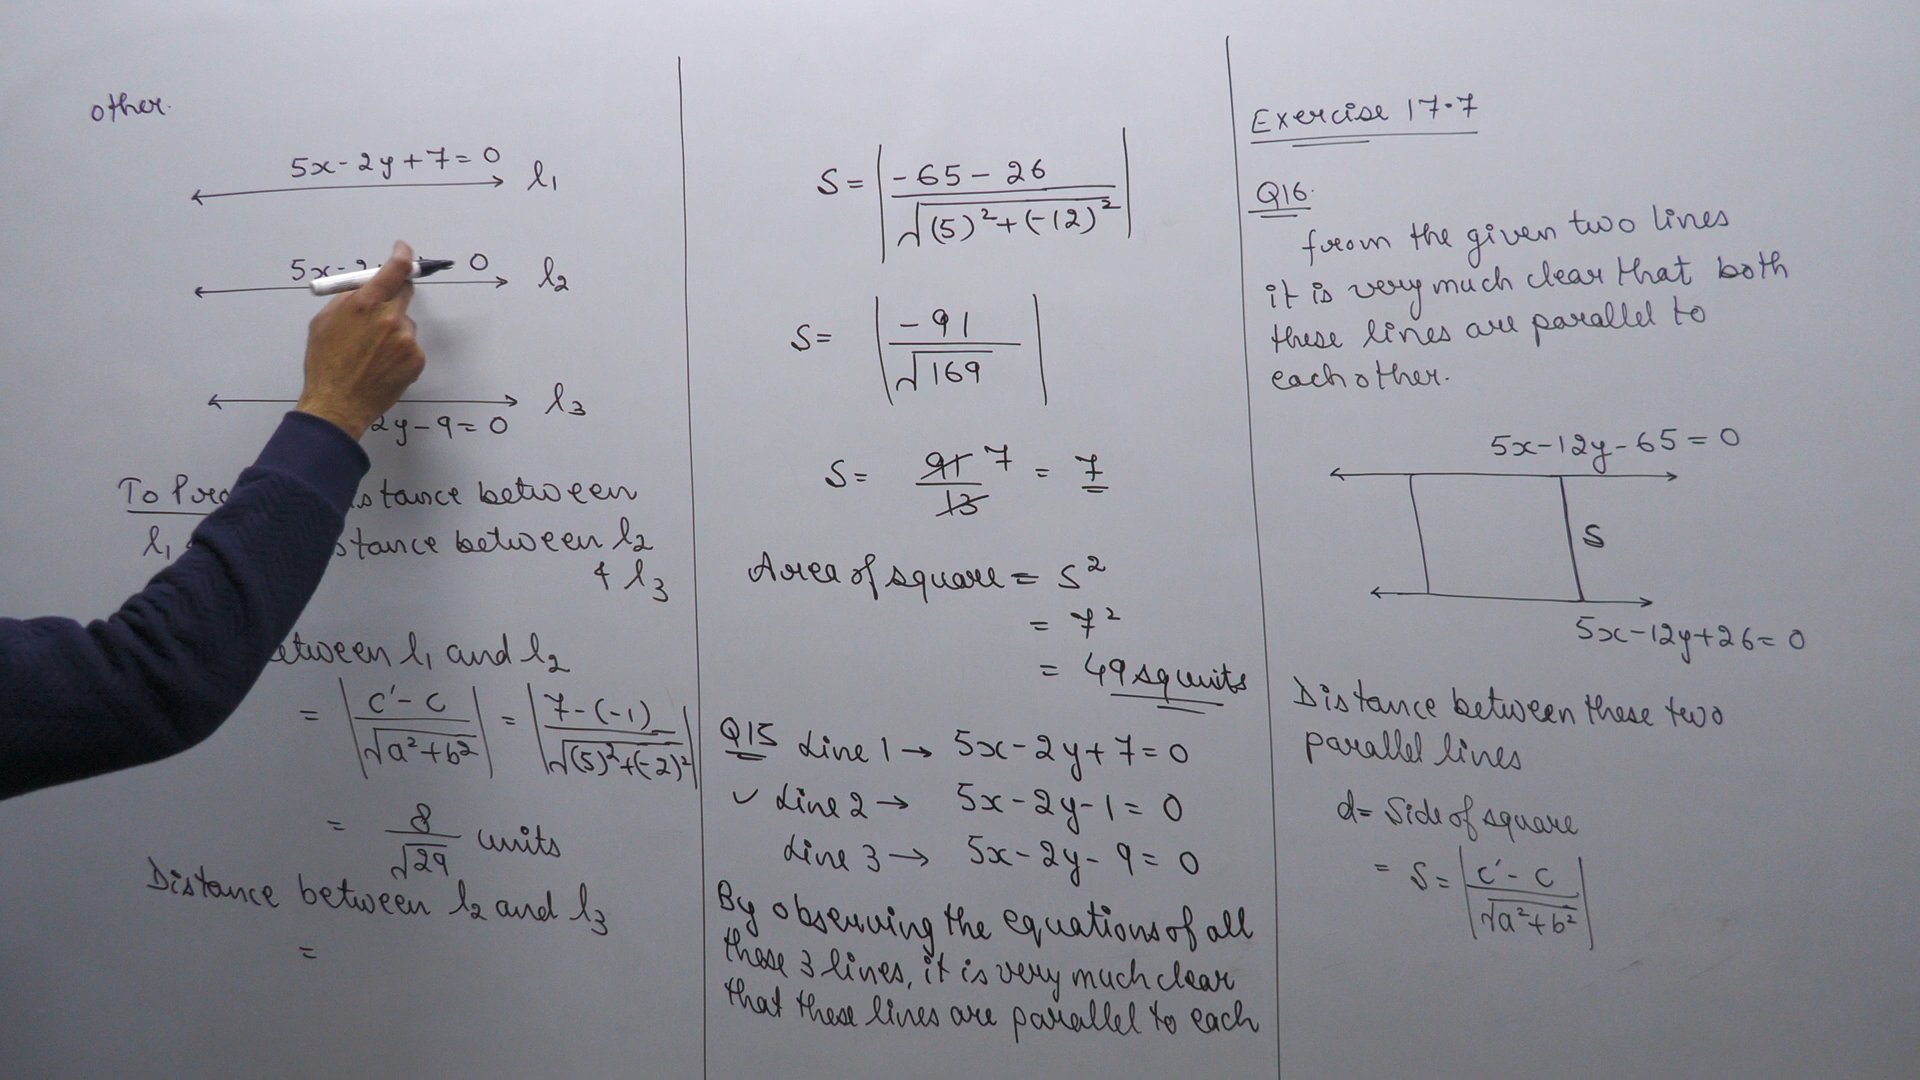 other.
5x-2y+7=0 l₁
5x-2 0 l₂
l₃
2y-9=0
To Pro stance between
l₁ stance between l₂
& l₃
etween l₁ and l₂
= |c'-c / √a²+b²| = |7-(-1) / √(5)²+(-2)²|
= 8/√29 units
Distance between l₂ and l₃
=
S= |-65-26 / √(5)²+(-12)²|
S= |-91 / √169|
S= 91/13 7 = 7
Area of square = s²
= 7²
= 49 sq units
Q15 Line 1→ 5x-2y+7=0
✓ Line 2→ 5x-2y-1=0
Line 3→ 5x-2y-9=0
By observing the equations of all
these 3 lines, it is very much clear
that these lines are parallel to each
Exercise 17.7
Q16.
from the given two lines
it is very much clear that both
these lines are parallel to
each other.
5x-12y-65=0
S
5x-12y+26=0
Distance between these two
parallel lines
d= Side of square
= S= |c'-c / √a²+b²|